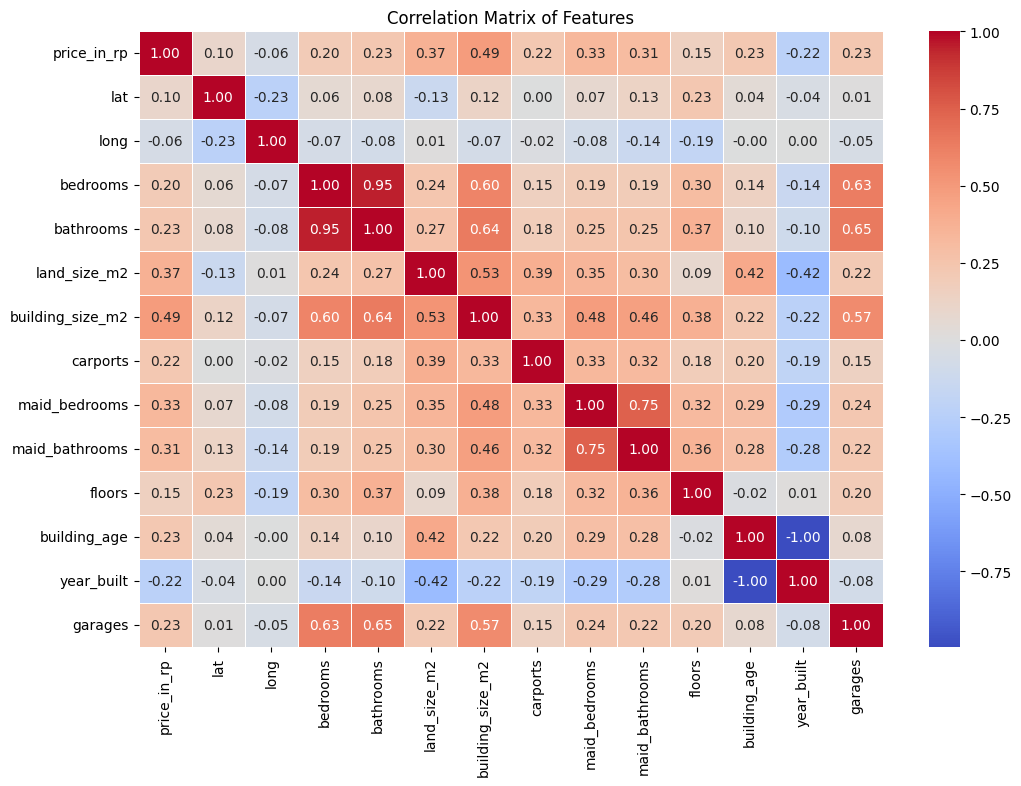 Correlation Matrix of Features
price_in_rp 1.00 0.10 -0.06 0.20 0.23 0.37 0.49 0.22 0.33 0.31 0.15 0.23 -0.22 0.23
lat 0.10 1.00 -0.23 0.06 0.08 -0.13 0.12 0.00 0.07 0.13 0.23 0.04 -0.04 0.01
long -0.06 -0.23 1.00 -0.07 -0.08 0.01 -0.07 -0.02 -0.08 -0.14 -0.19 -0.00 0.00 -0.05
bedrooms 0.20 0.06 -0.07 1.00 0.95 0.24 0.60 0.15 0.19 0.19 0.30 0.14 -0.14 0.63
bathrooms 0.23 0.08 -0.08 0.95 1.00 0.27 0.64 0.18 0.25 0.25 0.37 0.10 -0.10 0.65
land_size_m2 0.37 -0.13 0.01 0.24 0.27 1.00 0.53 0.39 0.35 0.30 0.09 0.42 -0.42 0.22
building_size_m2 0.49 0.12 -0.07 0.60 0.64 0.53 1.00 0.33 0.48 0.46 0.38 0.22 -0.22 0.57
carports 0.22 0.00 -0.02 0.15 0.18 0.39 0.33 1.00 0.33 0.32 0.18 0.20 -0.19 0.15
maid_bedrooms 0.33 0.07 -0.08 0.19 0.25 0.35 0.48 0.33 1.00 0.75 0.32 0.29 -0.29 0.24
maid_bathrooms 0.31 0.13 -0.14 0.19 0.25 0.30 0.46 0.32 0.75 1.00 0.36 0.28 -0.28 0.22
floors 0.15 0.23 -0.19 0.30 0.37 0.09 0.38 0.18 0.32 0.36 1.00 -0.02 0.01 0.20
building_age 0.23 0.04 -0.00 0.14 0.10 0.42 0.22 0.20 0.29 0.28 -0.02 1.00 -1.00 0.08
year_built -0.22 -0.04 0.00 -0.14 -0.10 -0.42 -0.22 -0.19 -0.29 -0.28 0.01 -1.00 1.00 -0.08
garages 0.23 0.01 -0.05 0.63 0.65 0.22 0.57 0.15 0.24 0.22 0.20 0.08 -0.08 1.00
price_in_rp
lat
long
bedrooms
bathrooms
land_size_m2
building_size_m2
carports
maid_bedrooms
maid_bathrooms
floors
building_age
year_built
garages
1.00
0.75
0.50
0.25
0.00
−0.25
−0.50
−0.75